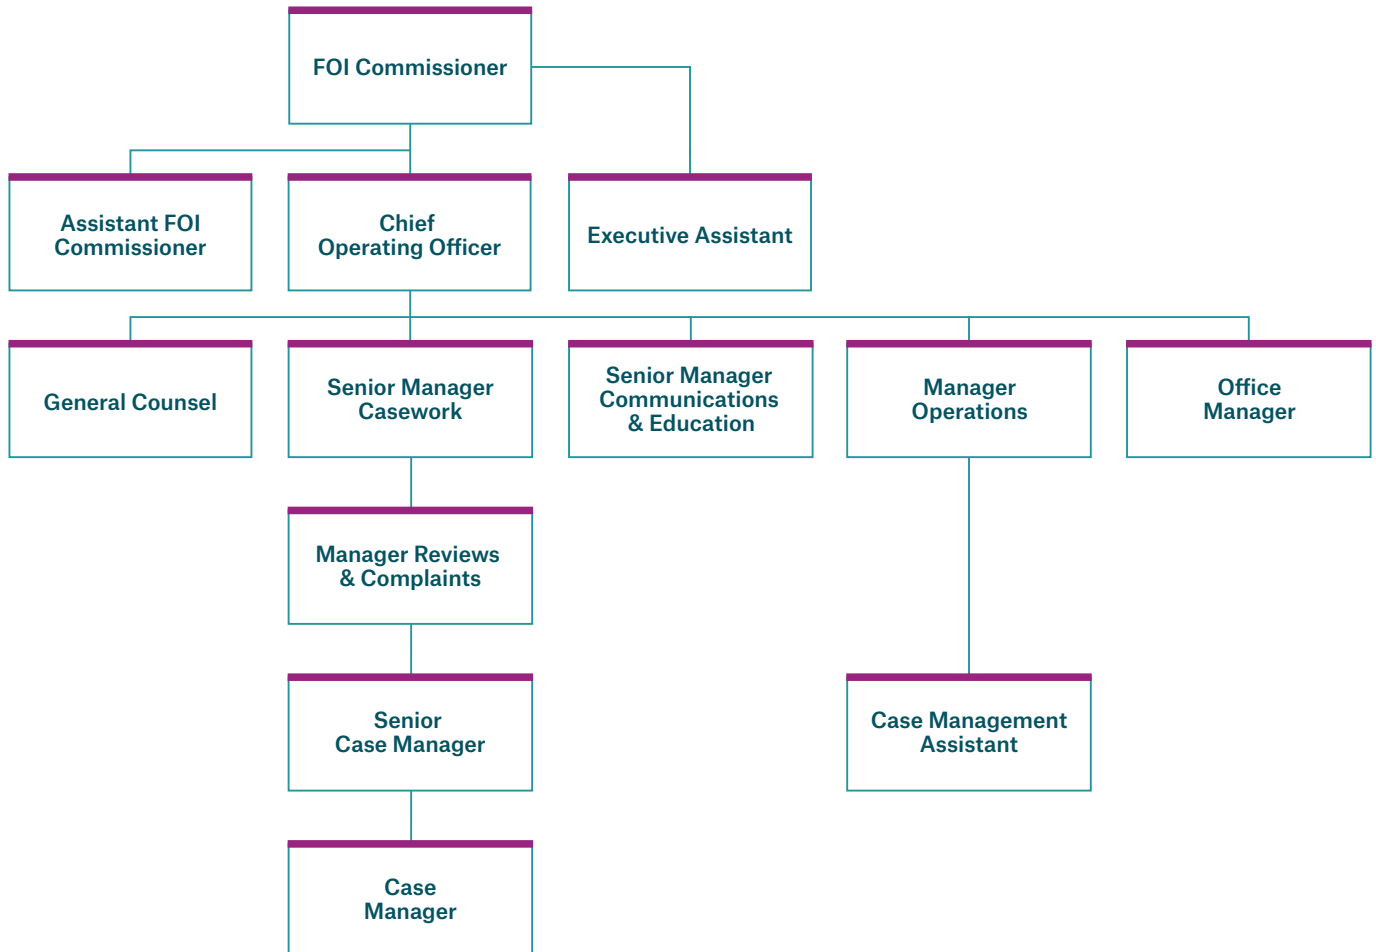 FOI Commissioner
Assistant FOI
Commissioner
Chief
Operating Officer
Executive Assistant
General Counsel
Senior Manager
Casework
Senior Manager
Communications
& Education
Manager
Operations
Office
Manager
Manager Reviews
& Complaints
Senior
Case Manager
Case Management
Assistant
Case
Manager